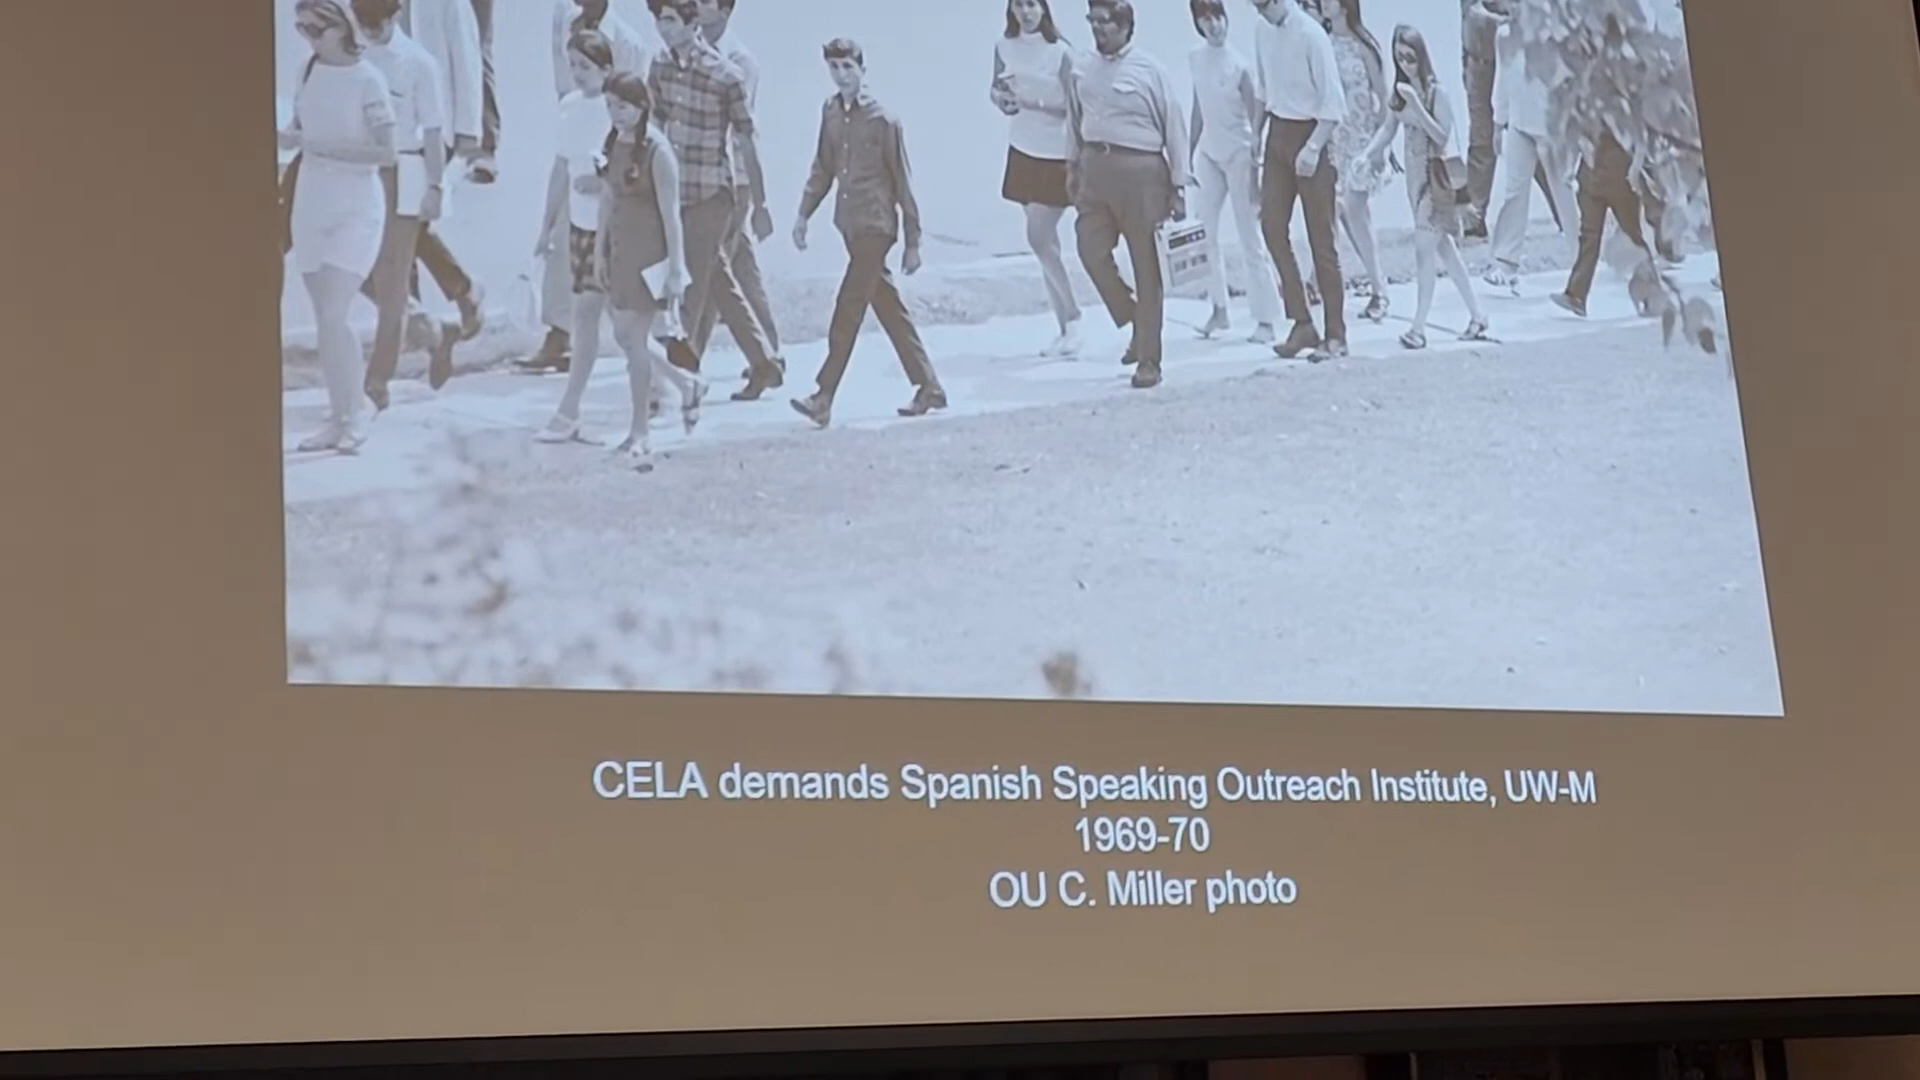 CELA demands Spanish Speaking Outreach Institute, UW-M
1969-70
OU C. Miller photo